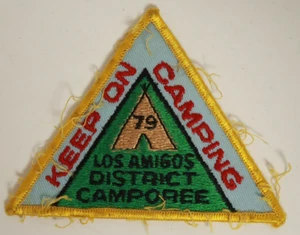 KEEP ON CAMPING
79
LOS AMIGOS
DISTRICT
CAMPOREE